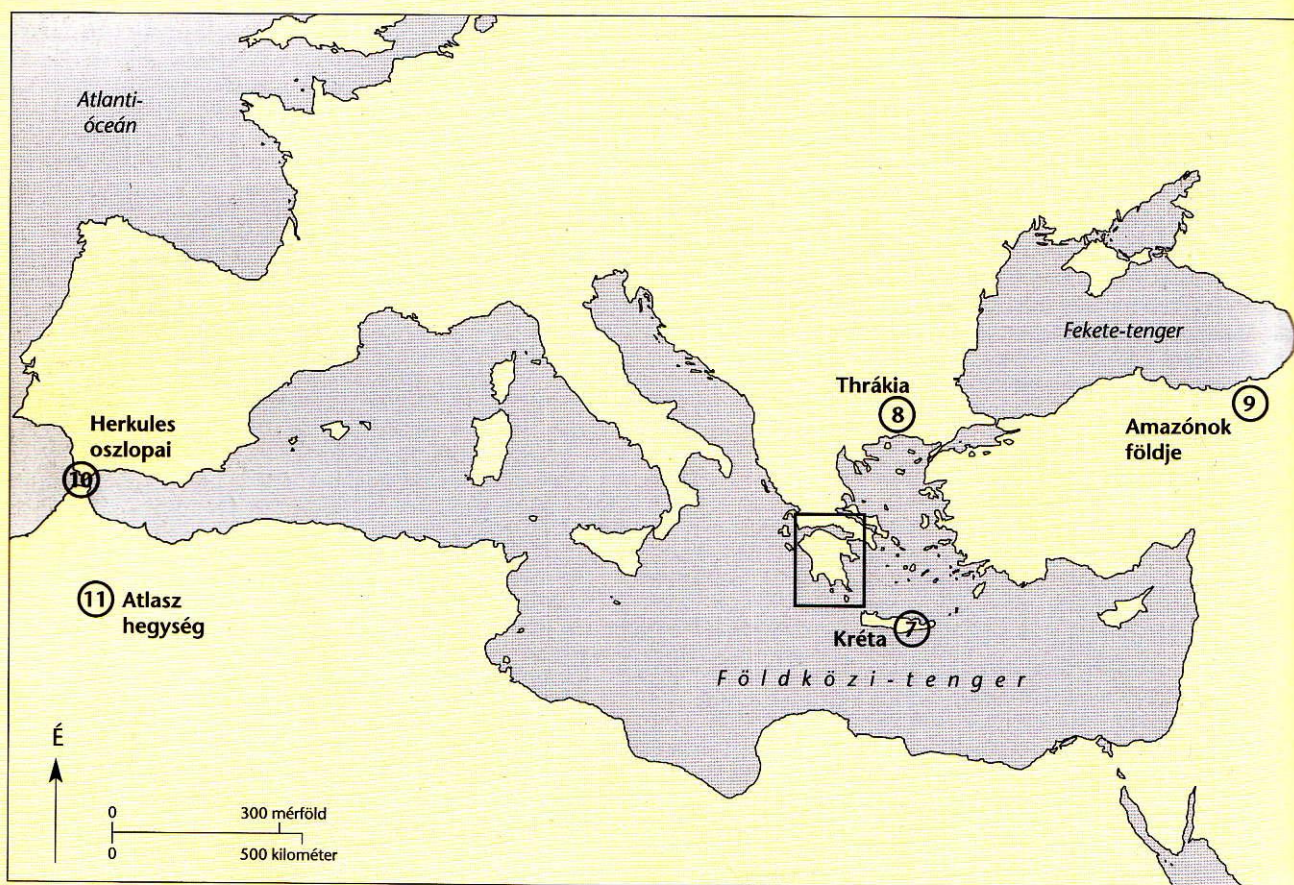 Atlanti-
óceán
Fekete-tenger
Thrákia
8
9
Amazónok
földje
Herkules
oszlopai
10
11 Atlasz
hegység
Kréta 7
Földközi-tenger
É
0 300 mérföld
0 500 kilométer